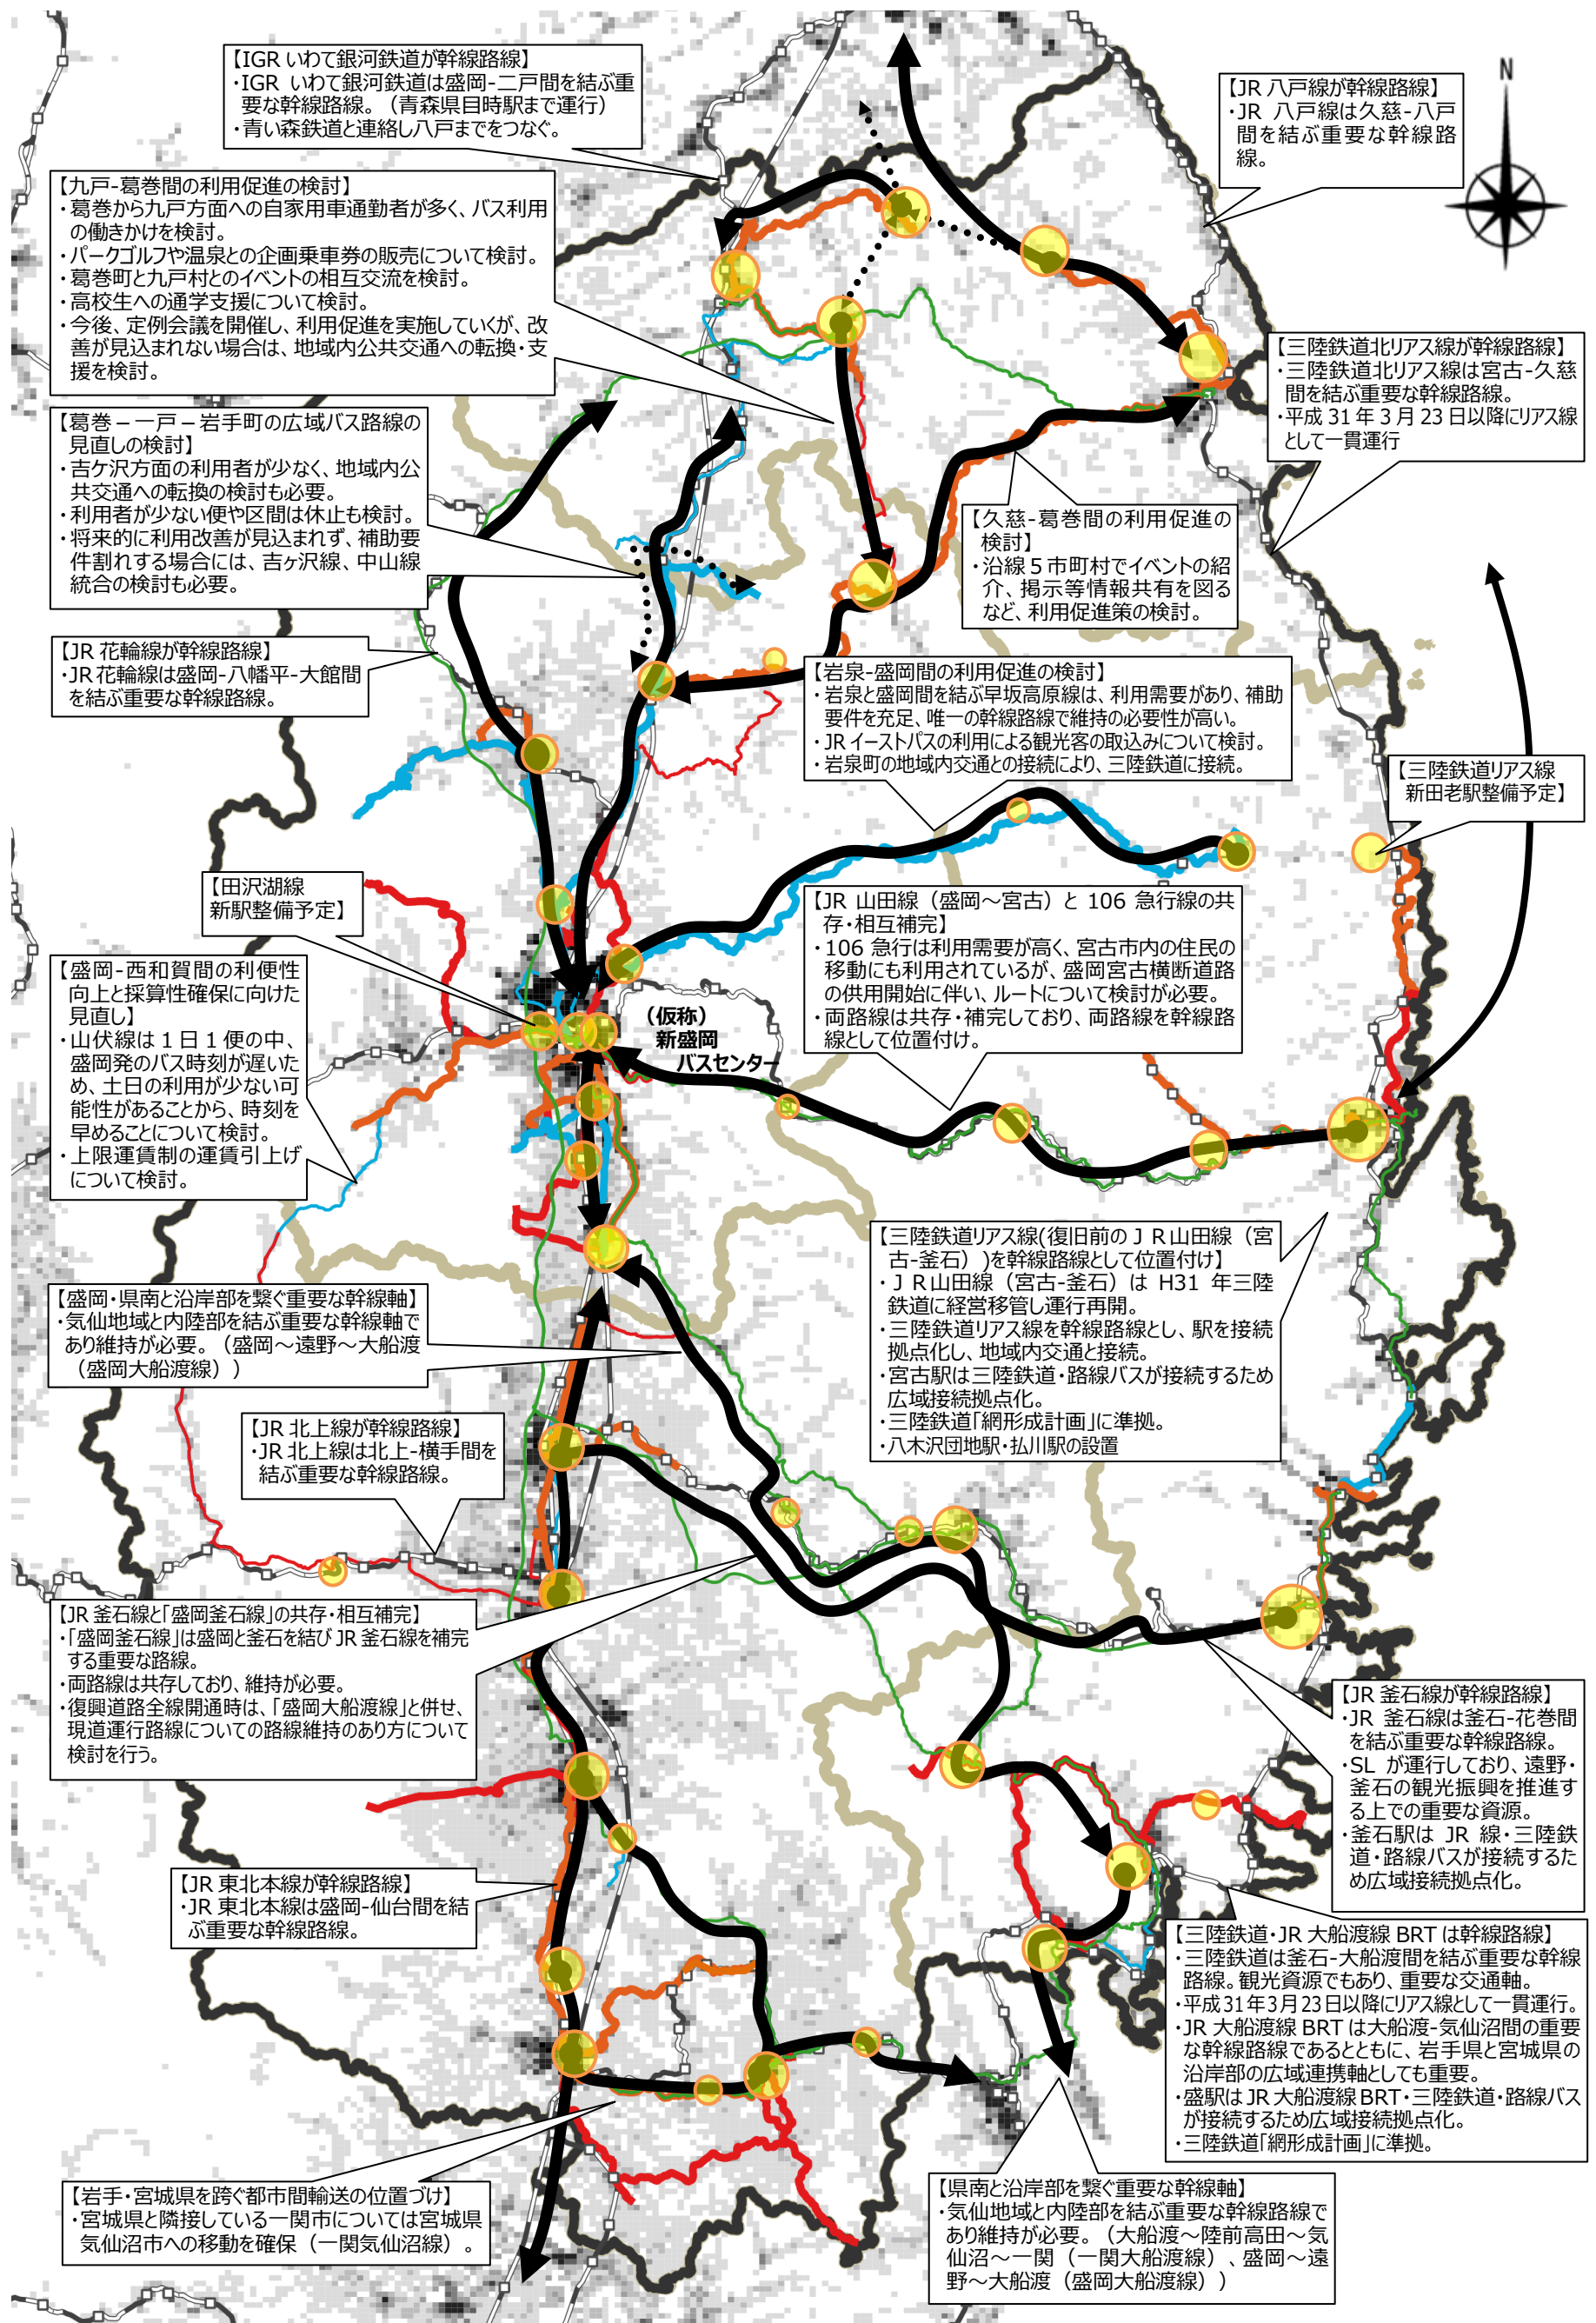 【IGR いわて銀河鉄道が幹線路線】
・IGR いわて銀河鉄道は盛岡-二戸間を結ぶ重
要な幹線路線。（青森県目時駅まで運行）
・青い森鉄道と連絡し八戸までをつなぐ。
N
【JR 八戸線が幹線路線】
・JR 八戸線は久慈-八戸
間を結ぶ重要な幹線路
線。
【九戸-葛巻間の利用促進の検討】
・葛巻から九戸方面への自家用車通勤者が多く、バス利用
の働きかけを検討。
・パークゴルフや温泉との企画乗車券の販売について検討。
・葛巻町と九戸村とのイベントの相互交流を検討。
・高校生への通学支援について検討。
・今後、定例会議を開催し、利用促進を実施していくが、改
善が見込まれない場合は、地域内公共交通への転換・支
援を検討。
【三陸鉄道北リアス線が幹線路線】
・三陸鉄道北リアス線は宮古-久慈
間を結ぶ重要な幹線路線。
・平成 31 年 3 月 23 日以降にリアス線
として一貫運行
【葛巻－一戸－岩手町の広域バス路線の
見直しの検討】
・吉ケ沢方面の利用者が少なく、地域内公
共交通への転換の検討も必要。
・利用者が少ない便や区間は休止も検討。
・将来的に利用改善が見込まれず、補助要
件割れする場合には、吉ヶ沢線、中山線
統合の検討も必要。
【久慈-葛巻間の利用促進の
検討】
・沿線 5 市町村でイベントの紹
介、掲示等情報共有を図る
など、利用促進策の検討。
【JR 花輪線が幹線路線】
・JR 花輪線は盛岡-八幡平-大館間
を結ぶ重要な幹線路線。
【岩泉-盛岡間の利用促進の検討】
・岩泉と盛岡間を結ぶ早坂高原線は、利用需要があり、補助
要件を充足、唯一の幹線路線で維持の必要性が高い。
・JR イーストパスの利用による観光客の取込みについて検討。
・岩泉町の地域内交通との接続により、三陸鉄道に接続。
【三陸鉄道リアス線
新田老駅整備予定】
【田沢湖線
新駅整備予定】
【JR 山田線（盛岡～宮古）と 106 急行線の共
存・相互補完】
・106 急行は利用需要が高く、宮古市内の住民の
移動にも利用されているが、盛岡宮古横断道路
の供用開始に伴い、ルートについて検討が必要。
・両路線は共存・補完しており、両路線を幹線路
線として位置付け。
【盛岡-西和賀間の利便性
向上と採算性確保に向けた
見直し】
・山伏線は 1 日 1 便の中、
盛岡発のバス時刻が遅いた
め、土日の利用が少ない可
能性があることから、時刻を
早めることについて検討。
・上限運賃制の運賃引上げ
について検討。
（仮称）
新盛岡
バスセンター
【三陸鉄道リアス線(復旧前のＪＲ山田線（宮
古-釜石）)を幹線路線として位置付け】
・ＪＲ山田線（宮古-釜石）は H31 年三陸
鉄道に経営移管し運行再開。
・三陸鉄道リアス線を幹線路線とし、駅を接続
拠点化し、地域内交通と接続。
・宮古駅は三陸鉄道・路線バスが接続するため
広域接続拠点化。
・三陸鉄道「網形成計画」に準拠。
・八木沢団地駅・払川駅の設置
【盛岡・県南と沿岸部を繋ぐ重要な幹線軸】
・気仙地域と内陸部を結ぶ重要な幹線軸で
あり維持が必要。（盛岡～遠野～大船渡
（盛岡大船渡線））
【JR 北上線が幹線路線】
・JR 北上線は北上-横手間を
結ぶ重要な幹線路線。
【JR 釜石線と「盛岡釜石線」の共存・相互補完】
・「盛岡釜石線」は盛岡と釜石を結び JR 釜石線を補完
する重要な路線。
・両路線は共存しており、維持が必要。
・復興道路全線開通時は、「盛岡大船渡線」と併せ、
現道運行路線についての路線維持のあり方について
検討を行う。
【JR 釜石線が幹線路線】
・JR 釜石線は釜石-花巻間
を結ぶ重要な幹線路線。
・SL が運行しており、遠野・
釜石の観光振興を推進す
る上での重要な資源。
・釜石駅は JR 線・三陸鉄
道・路線バスが接続するた
め広域接続拠点化。
【JR 東北本線が幹線路線】
・JR 東北本線は盛岡-仙台間を結
ぶ重要な幹線路線。
【三陸鉄道・JR 大船渡線 BRT は幹線路線】
・三陸鉄道は釜石-大船渡間を結ぶ重要な幹線
路線。観光資源でもあり、重要な交通軸。
・平成31年3月23日以降にリアス線として一貫運行。
・JR 大船渡線 BRT は大船渡-気仙沼間の重要
な幹線路線であるとともに、岩手県と宮城県の
沿岸部の広域連携軸としても重要。
・盛駅は JR 大船渡線 BRT・三陸鉄道・路線バス
が接続するため広域接続拠点化。
・三陸鉄道「網形成計画」に準拠。
【岩手・宮城県を跨ぐ都市間輸送の位置づけ】
・宮城県と隣接している一関市については宮城県
気仙沼市への移動を確保（一関気仙沼線）。
【県南と沿岸部を繋ぐ重要な幹線軸】
・気仙地域と内陸部を結ぶ重要な幹線路線で
あり維持が必要。（大船渡～陸前高田～気
仙沼～一関（一関大船渡線）、盛岡～遠
野～大船渡（盛岡大船渡線））